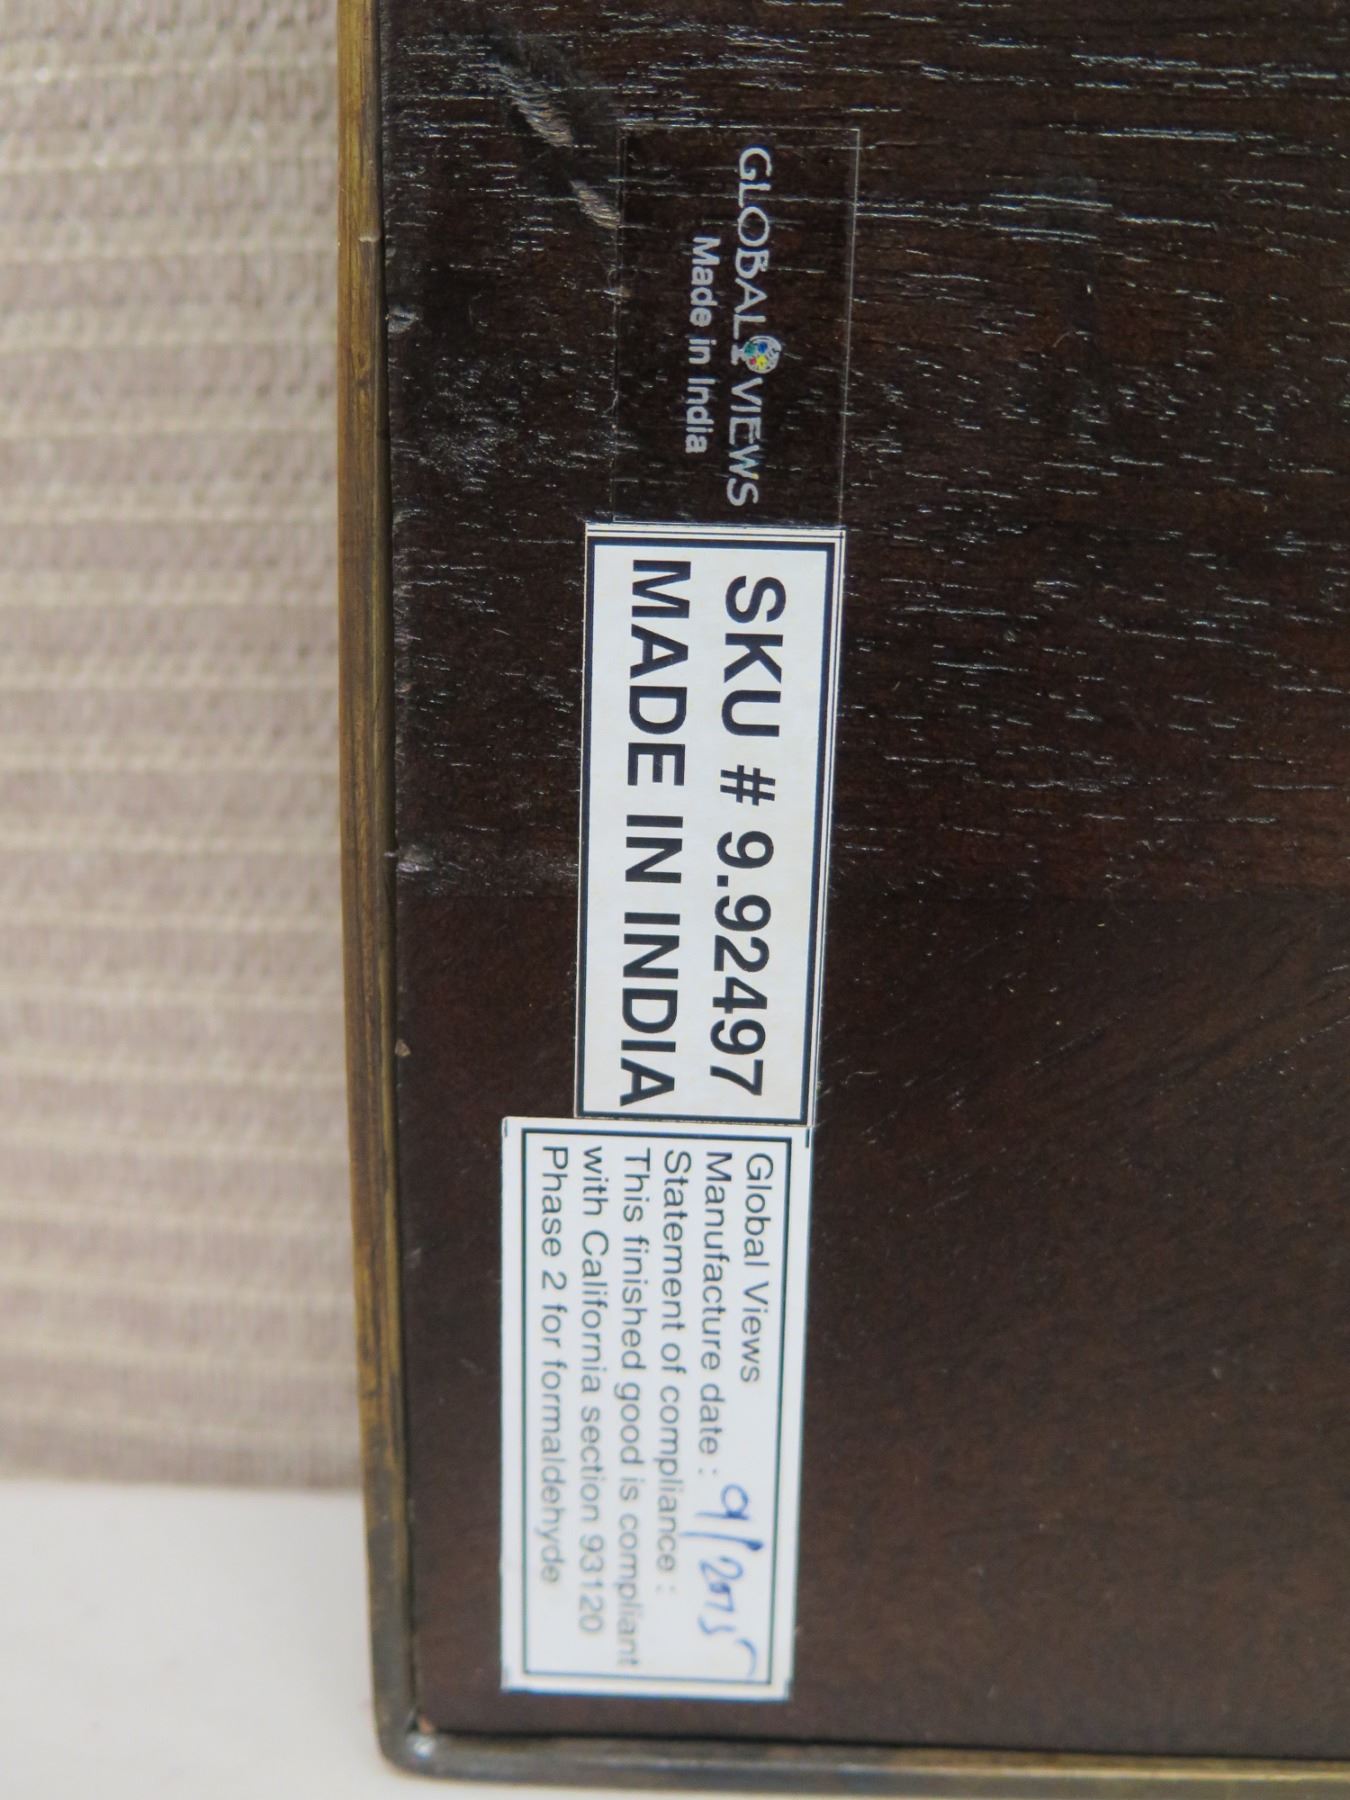 GLOBAL VIEWS
Made in India
SKU # 9.92497
MADE IN INDIA
Global Views
Manufacture date : 9/2015
Statement of compliance :
This finished good is compliant
with California section 93120
Phase 2 for formaldehyde